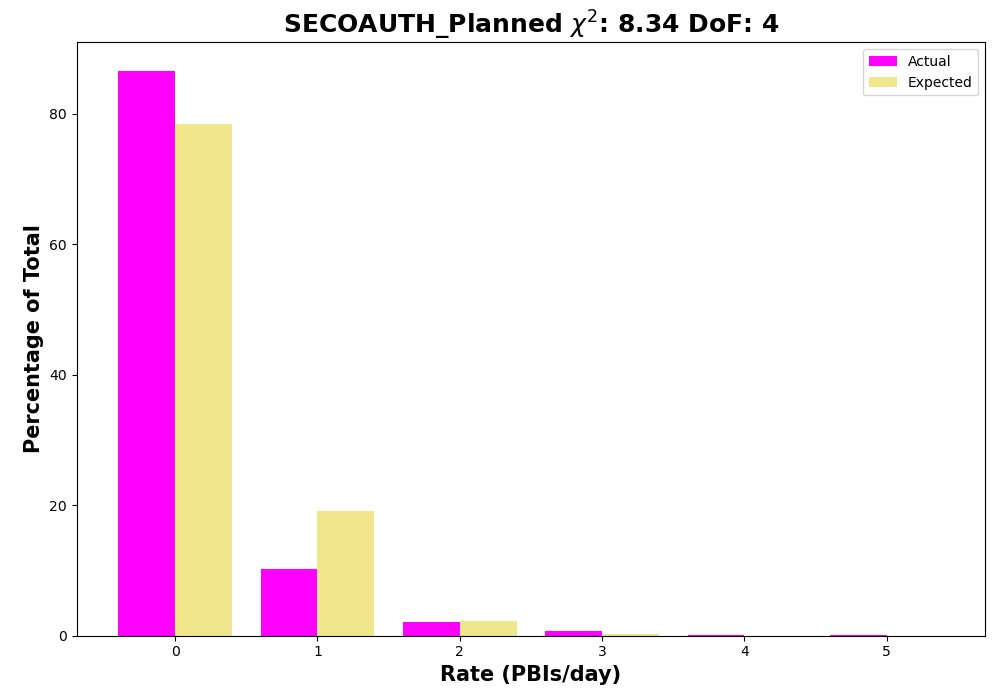 SECOAUTH_Planned χ²: 8.34 DoF: 4
Actual
Expected
Percentage of Total
80
60
40
20
0
0 1 2 3 4 5
Rate (PBIs/day)